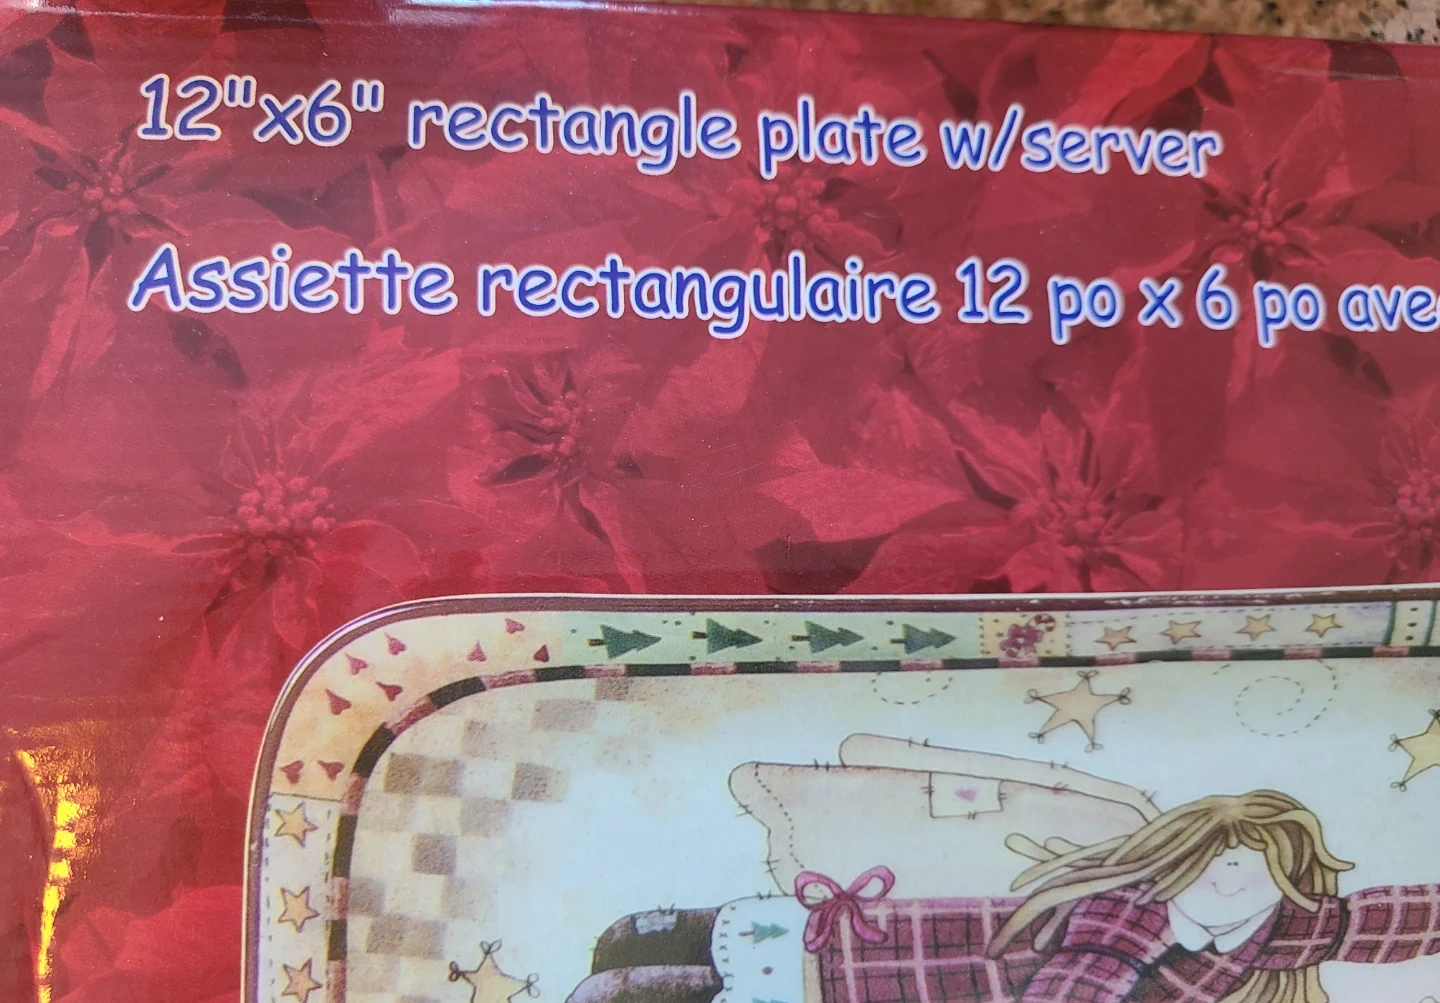 12"x6" rectangle plate w/server
Assiette rectangulaire 12 po x 6 po